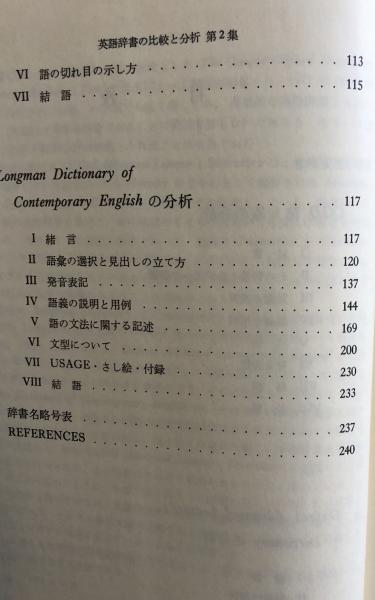 英語辞書の比較と分析 第2集
VI 語の切れ目の示し方 . . . . . . . . . . . . . . . . . 113
VII 結 語 . . . . . . . . . . . . . . . . . . . . . . 115
Longman Dictionary of
Contemporary English の分析 . . . . . . . . . . . . 117
I 緒 言 . . . . . . . . . . . . . . . . . . . . . . 117
II 語彙の選択と見出しの立て方 . . . . . . . . . . . . . 120
III 発音表記 . . . . . . . . . . . . . . . . . . . . . 137
IV 語義の説明と用例 . . . . . . . . . . . . . . . . . 144
V 語の文法に関する記述 . . . . . . . . . . . . . . . 169
VI 文型について . . . . . . . . . . . . . . . . . . . 200
VII USAGE・さし絵・付録 . . . . . . . . . . . . . . . 230
VIII 結 語 . . . . . . . . . . . . . . . . . . . . . . 233
辞書名略号表 . . . . . . . . . . . . . . . . . . . . . 237
REFERENCES . . . . . . . . . . . . . . . . . . . . . 240